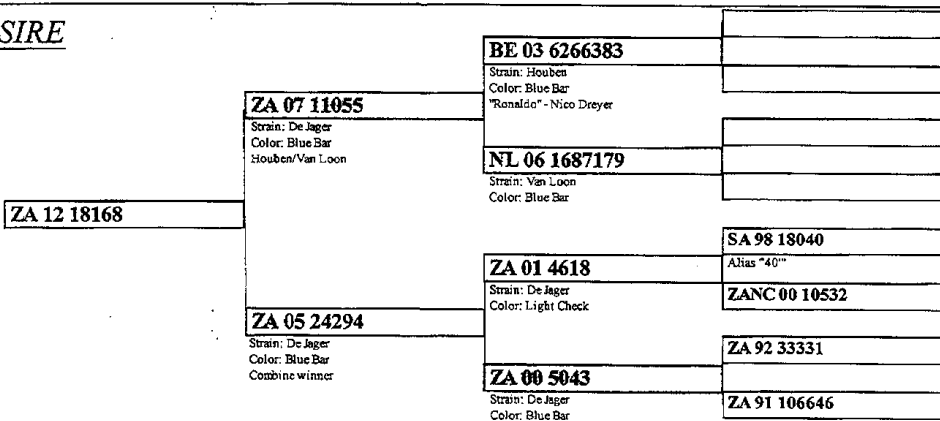 SIRE
BE 03 6266383
Strain: Houben
Color: Blue Bar
"Ronaldo" - Nico Dreyer
ZA 07 11055
Strain: De Jager
Color: Blue Bar
Houben/Van Loon
NL 06 1687179
Strain: Van Loon
Color: Blue Bar
ZA 12 18168
SA 98 18040
Alias "40"'
ZA 01 4618
Strain: De Jager
Color: Light Check
ZANC 00 10532
ZA 05 24294
Strain: De Jager
Color: Blue Bar
Combine winner
ZA 92 33331
ZA 00 5043
Strain: De Jager
Color: Blue Bar
ZA 91 106646